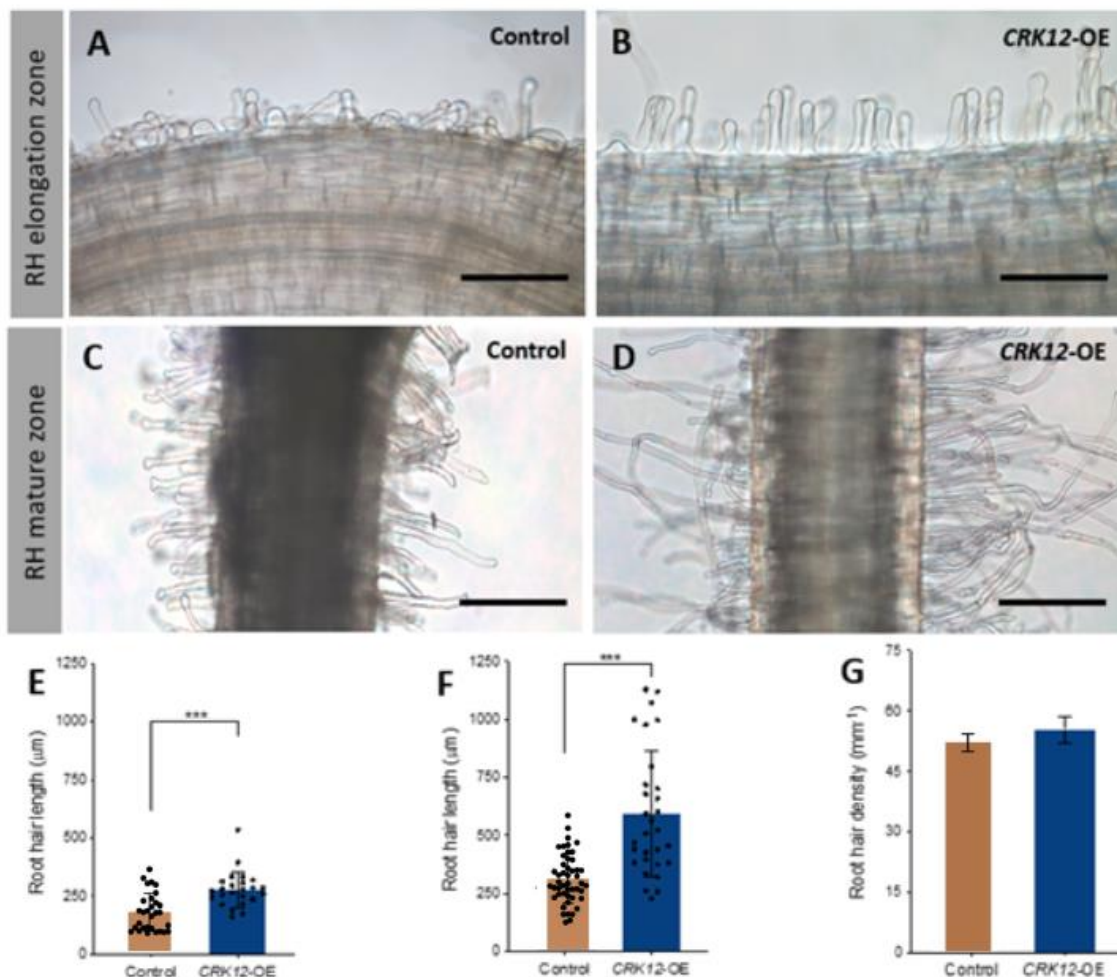 RH elongation zone
A
Control
B
CRK12-OE
RH mature zone
C
Control
D
CRK12-OE
E
Root hair length (µm)
1250
1000
750
500
250
0
***
Control
CRK12-OE
F
Root hair length (µm)
1250
1000
750
500
250
0
***
Control
CRK12-OE
G
Root hair density (mm⁻¹)
75
60
45
30
15
0
Control
CRK12-OE